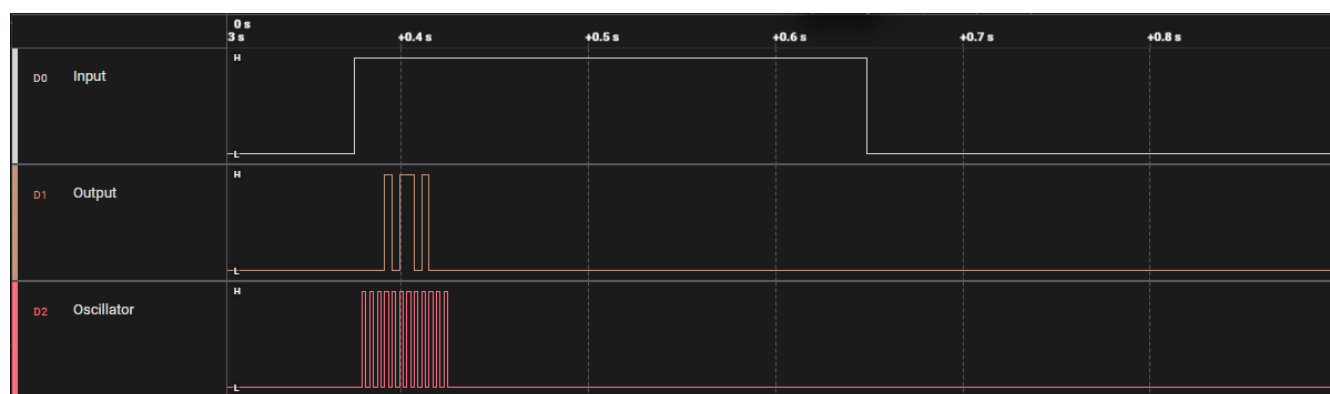 0 s
3 s +0.4 s +0.5 s +0.6 s +0.7 s +0.8 s
H
D0 Input
L
H
D1 Output
L
H
D2 Oscillator
L